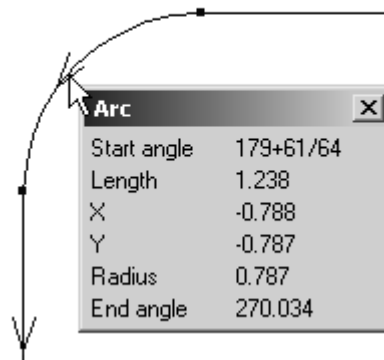 Arc
Start angle 179+61/64
Length 1.238
X -0.788
Y -0.787
Radius 0.787
End angle 270.034